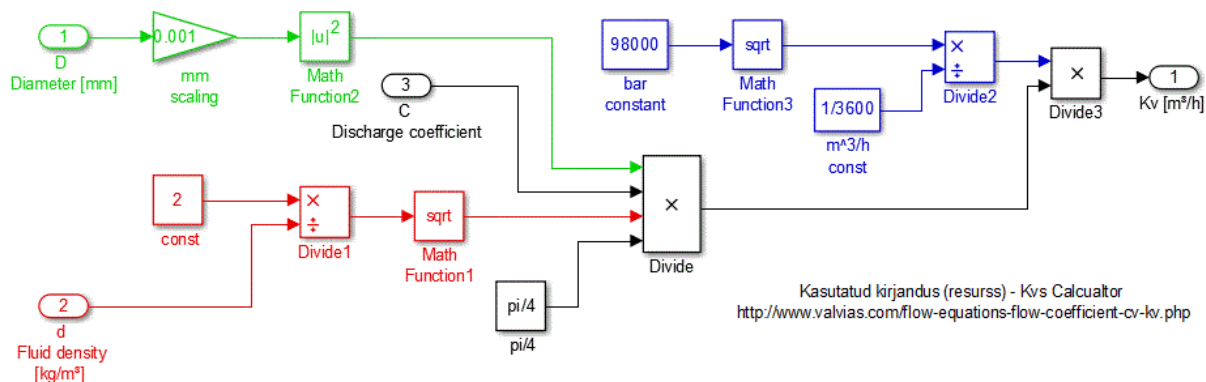 1
D
Diameter [mm]
0.001
mm
scaling
|u|²
Math
Function2
3
C
Discharge coefficient
98000
bar
constant
sqrt
Math
Function3
1/3600
m^3/h
const
×
÷
Divide2
×
Divide3
1
Kv [m³/h]
2
const
×
÷
Divide1
sqrt
Math
Function1
×
Divide
pi/4
pi/4
2
d
Fluid density
[kg/m³]
Kasutatud kirjandus (resurss) - Kvs Calcualtor
http://www.valvias.com/flow-equations-flow-coefficient-cv-kv.php